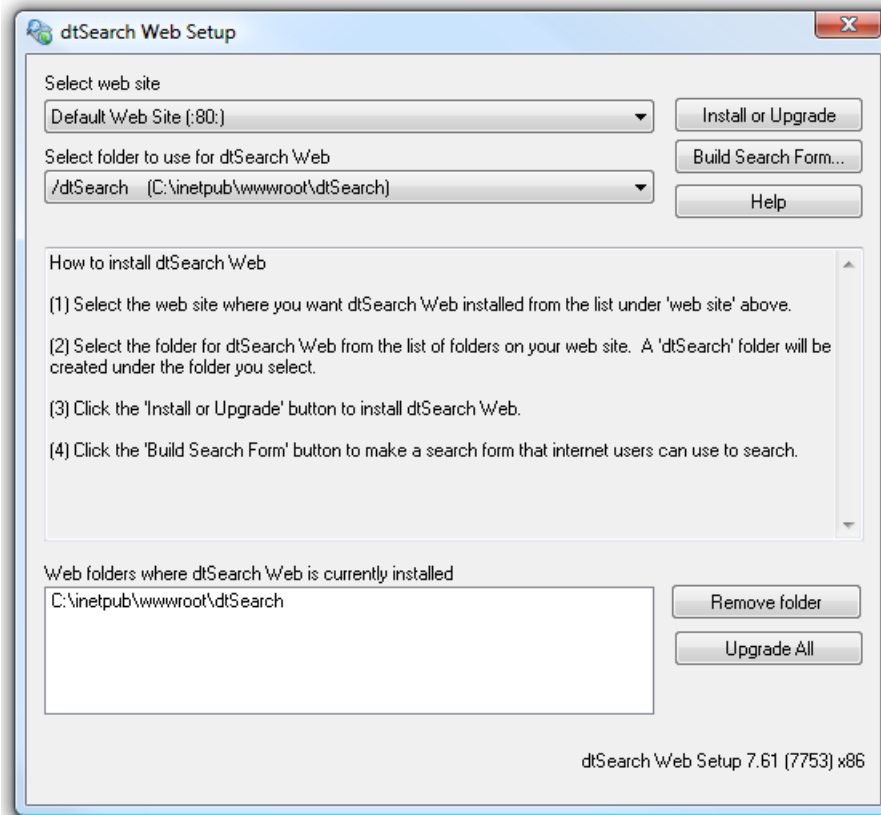 dtSearch Web Setup
Select web site
Default Web Site (:80:)
Install or Upgrade
Select folder to use for dtSearch Web
Build Search Form...
/dtSearch (C:\inetpub\wwwroot\dtSearch)
Help
How to install dtSearch Web
(1) Select the web site where you want dtSearch Web installed from the list under 'web site' above.
(2) Select the folder for dtSearch Web from the list of folders on your web site. A 'dtSearch' folder will be
created under the folder you select.
(3) Click the 'Install or Upgrade' button to install dtSearch Web.
(4) Click the 'Build Search Form' button to make a search form that internet users can use to search.
Web folders where dtSearch Web is currently installed
C:\inetpub\wwwroot\dtSearch
Remove folder
Upgrade All
dtSearch Web Setup 7.61 (7753) x86